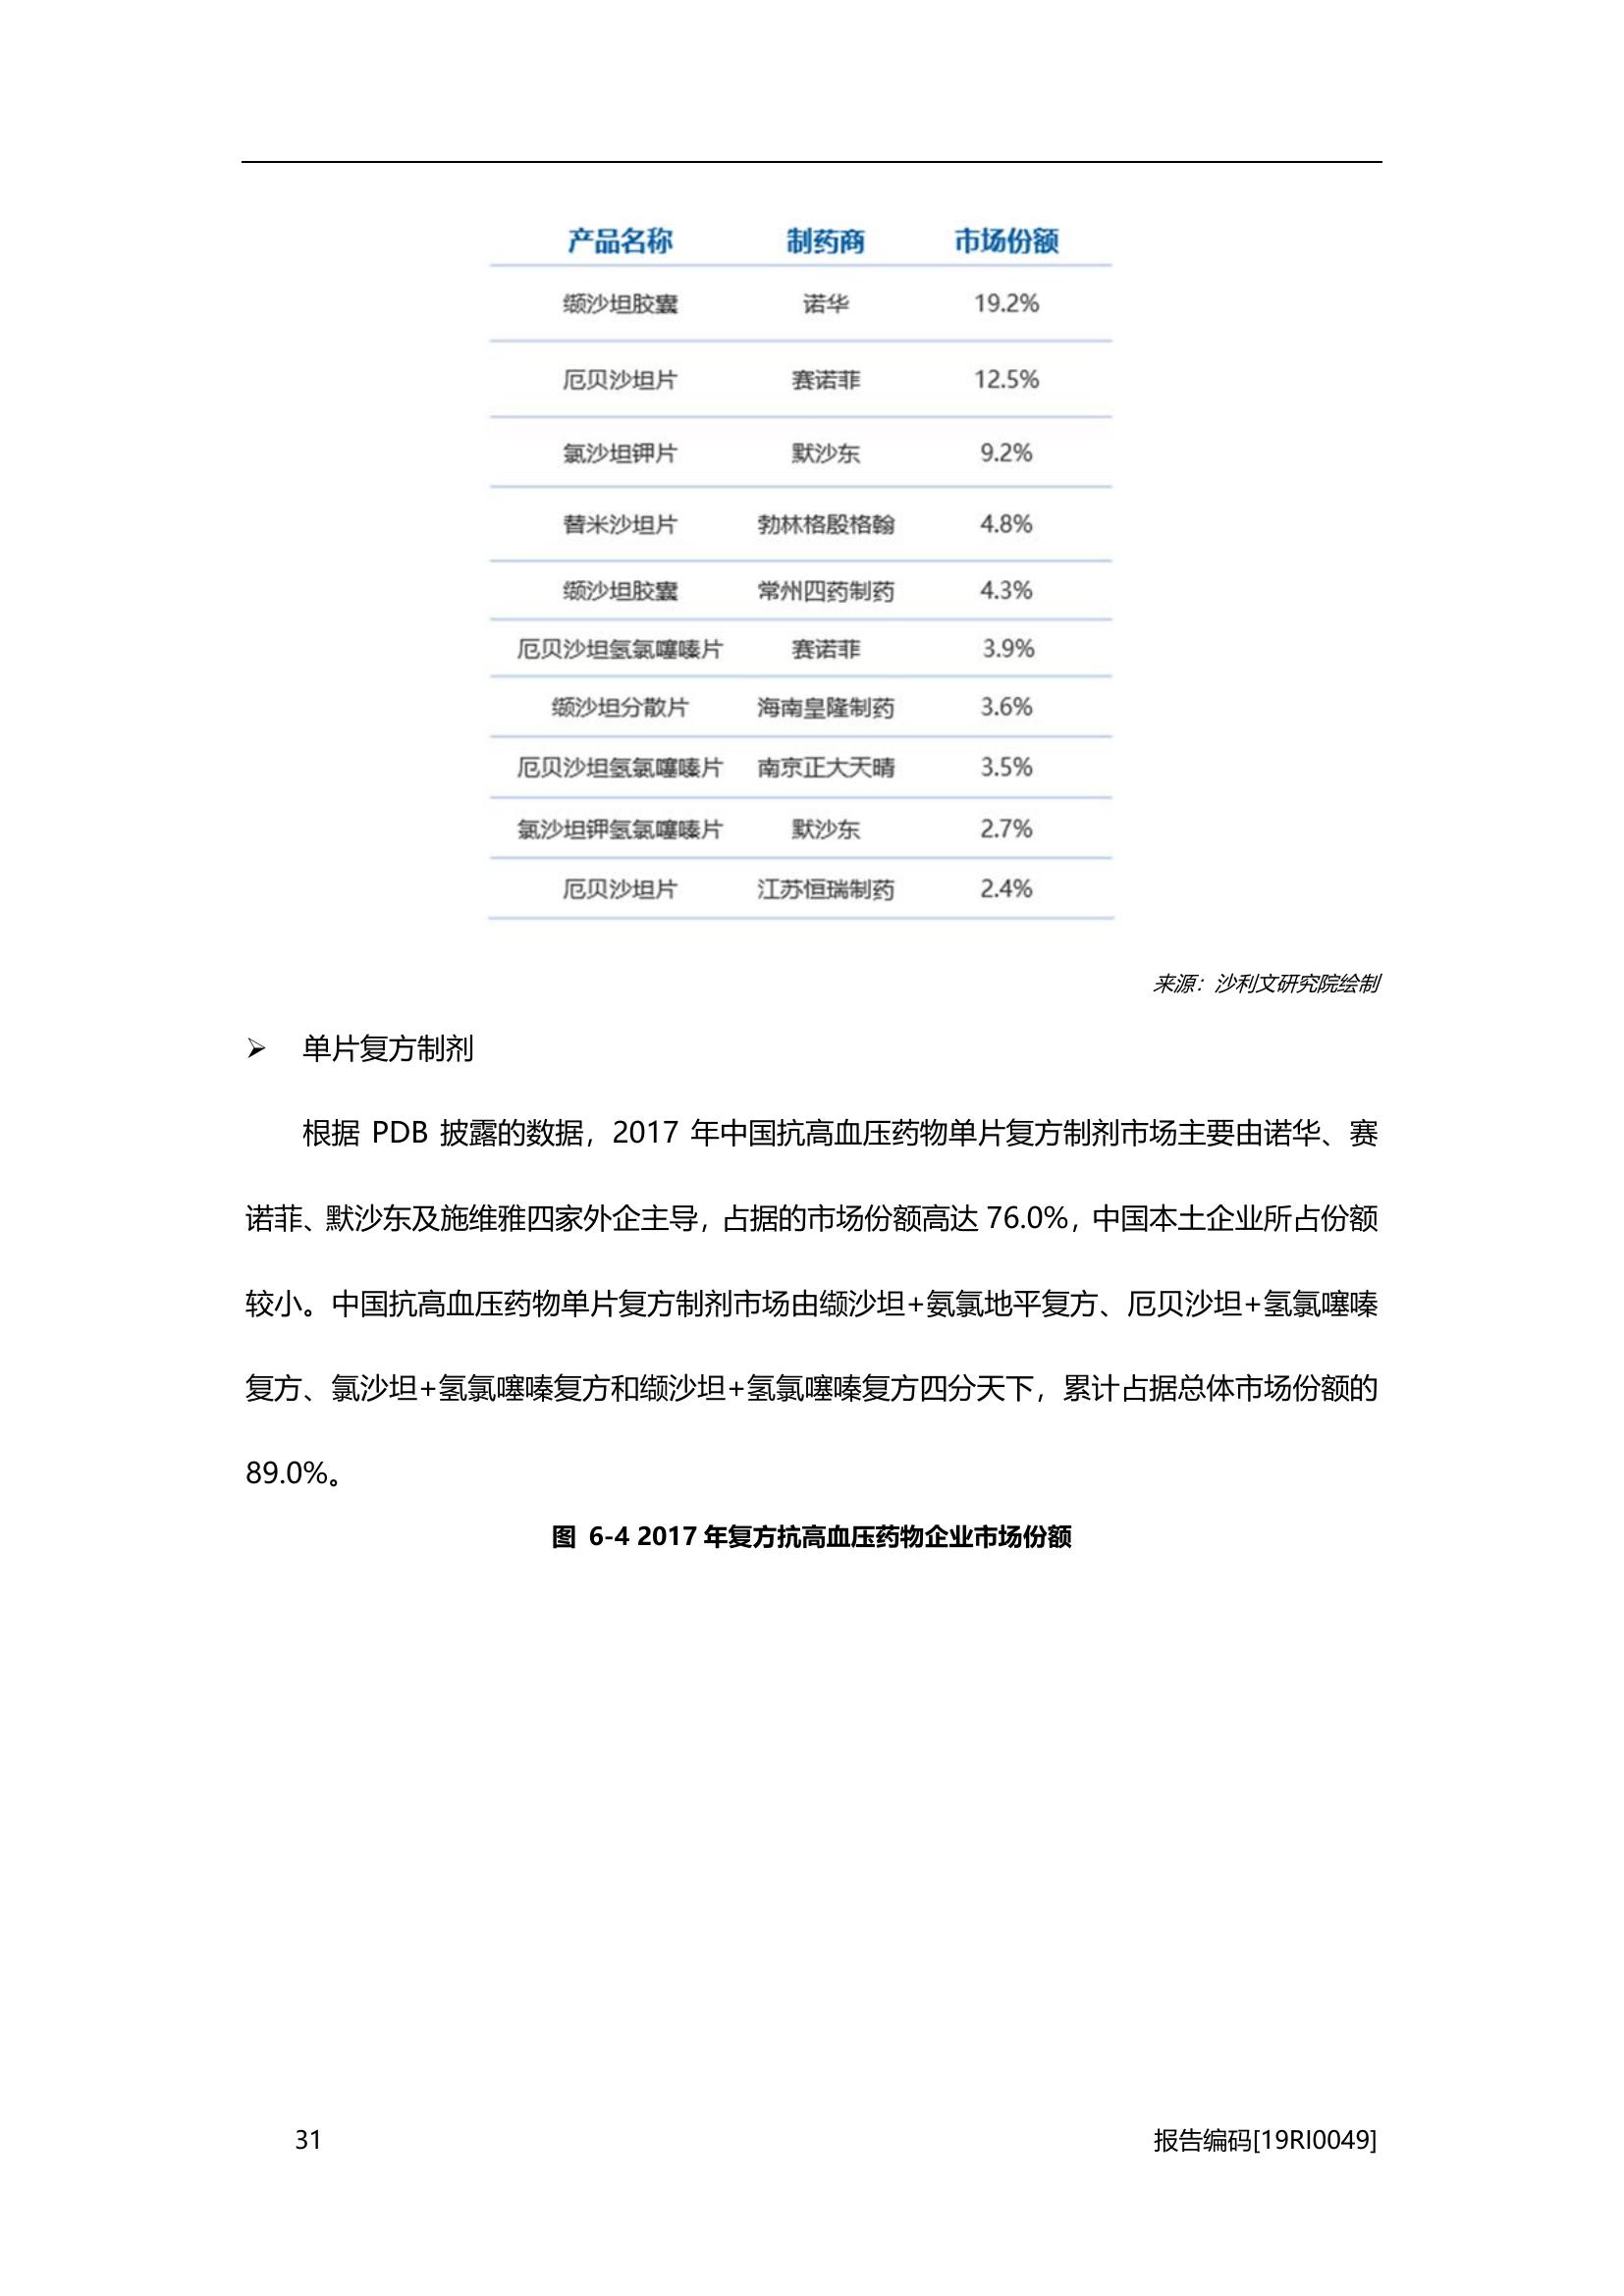 产品名称 制药商 市场份额
缬沙坦胶囊 诺华 19.2%
厄贝沙坦片 赛诺菲 12.5%
氯沙坦钾片 默沙东 9.2%
替米沙坦片 勃林格殷格翰 4.8%
缬沙坦胶囊 常州四药制药 4.3%
厄贝沙坦氢氯噻嗪片 赛诺菲 3.9%
缬沙坦分散片 海南皇隆制药 3.6%
厄贝沙坦氢氯噻嗪片 南京正大天晴 3.5%
氯沙坦钾氢氯噻嗪片 默沙东 2.7%
厄贝沙坦片 江苏恒瑞制药 2.4%
来源：沙利文研究院绘制
➢ 单片复方制剂
根据 PDB 披露的数据，2017 年中国抗高血压药物单片复方制剂市场主要由诺华、赛
诺菲、默沙东及施维雅四家外企主导，占据的市场份额高达 76.0%，中国本土企业所占份额
较小。中国抗高血压药物单片复方制剂市场由缬沙坦+氨氯地平复方、厄贝沙坦+氢氯噻嗪
复方、氯沙坦+氢氯噻嗪复方和缬沙坦+氢氯噻嗪复方四分天下，累计占据总体市场份额的
89.0%。
图 6-4 2017 年复方抗高血压药物企业市场份额
31 报告编码[19RI0049]